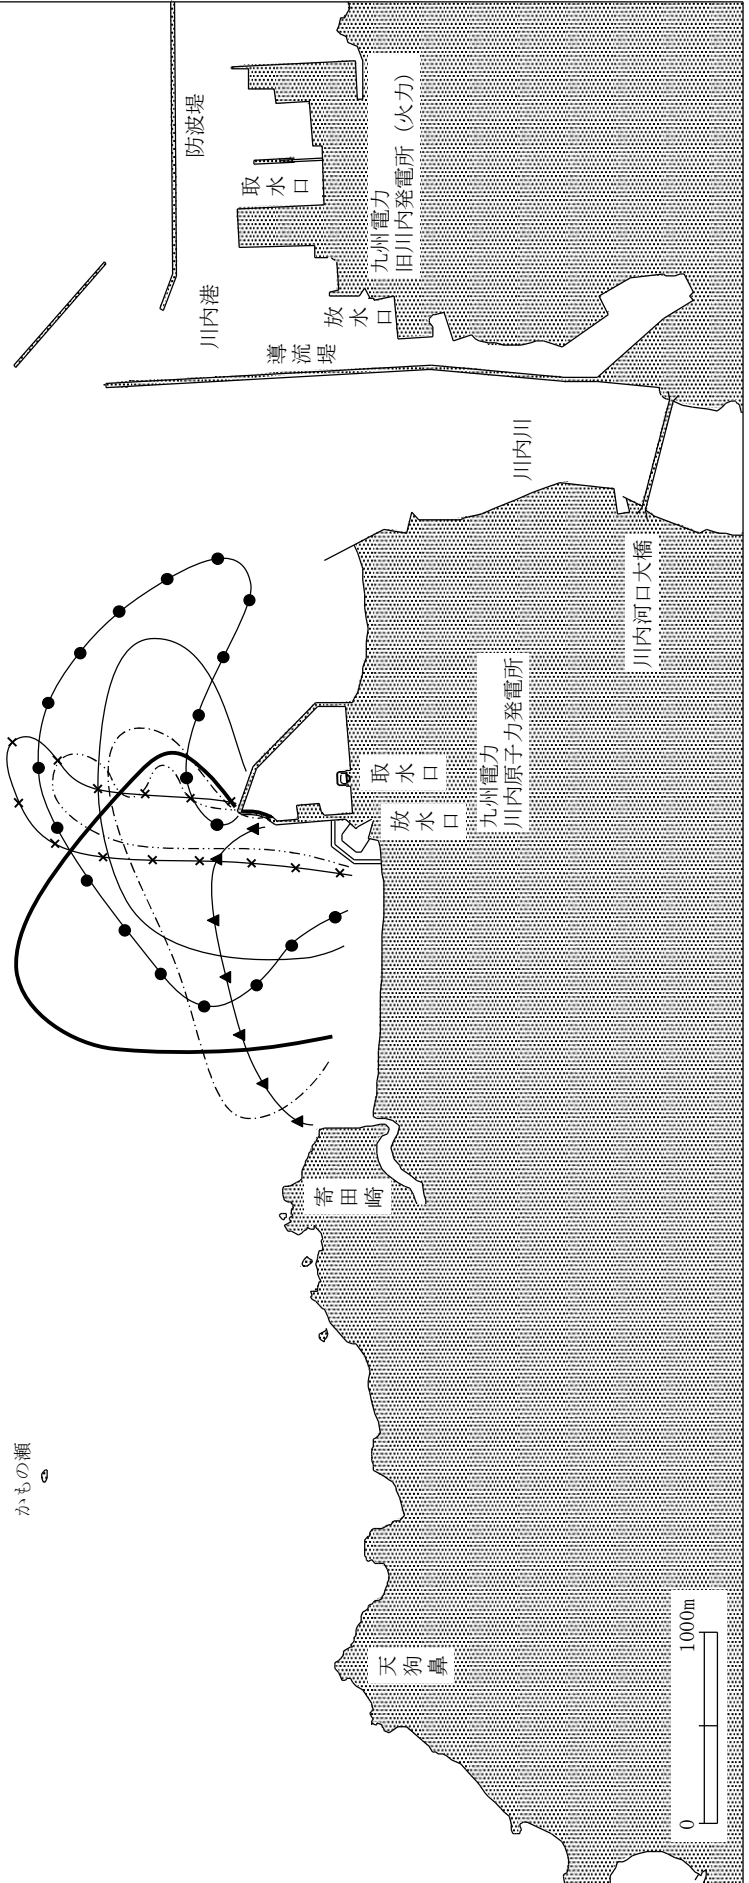 防波堤
取水口
九州電力
旧川内発電所（火力）
川内港
放水口
導流堤
川内川
川内河口大橋
九州電力
川内原子力発電所
取水口
放水口
寄田崎
かもの瀬
天狗鼻
0
1000m